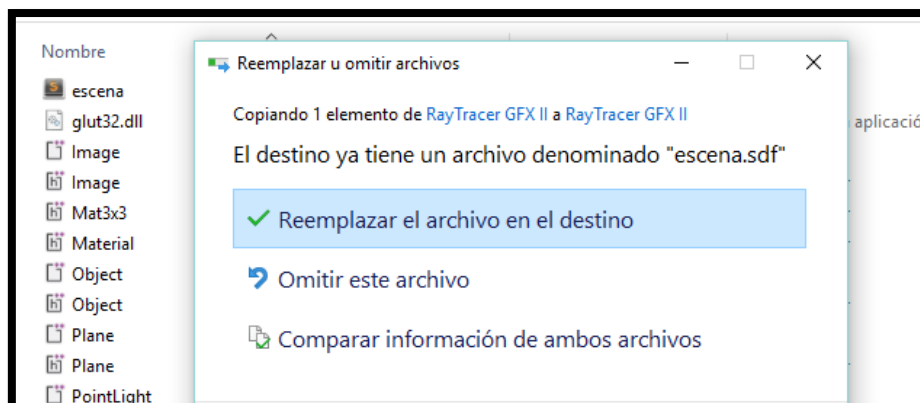 Nombre
escena
glut32.dll
Image
Image
Mat3x3
Material
Object
Object
Plane
Plane
PointLight
Reemplazar u omitir archivos
Copiando 1 elemento de RayTracer GFX II a RayTracer GFX II
El destino ya tiene un archivo denominado "escena.sdf"
Reemplazar el archivo en el destino
Omitir este archivo
Comparar información de ambos archivos
aplicació